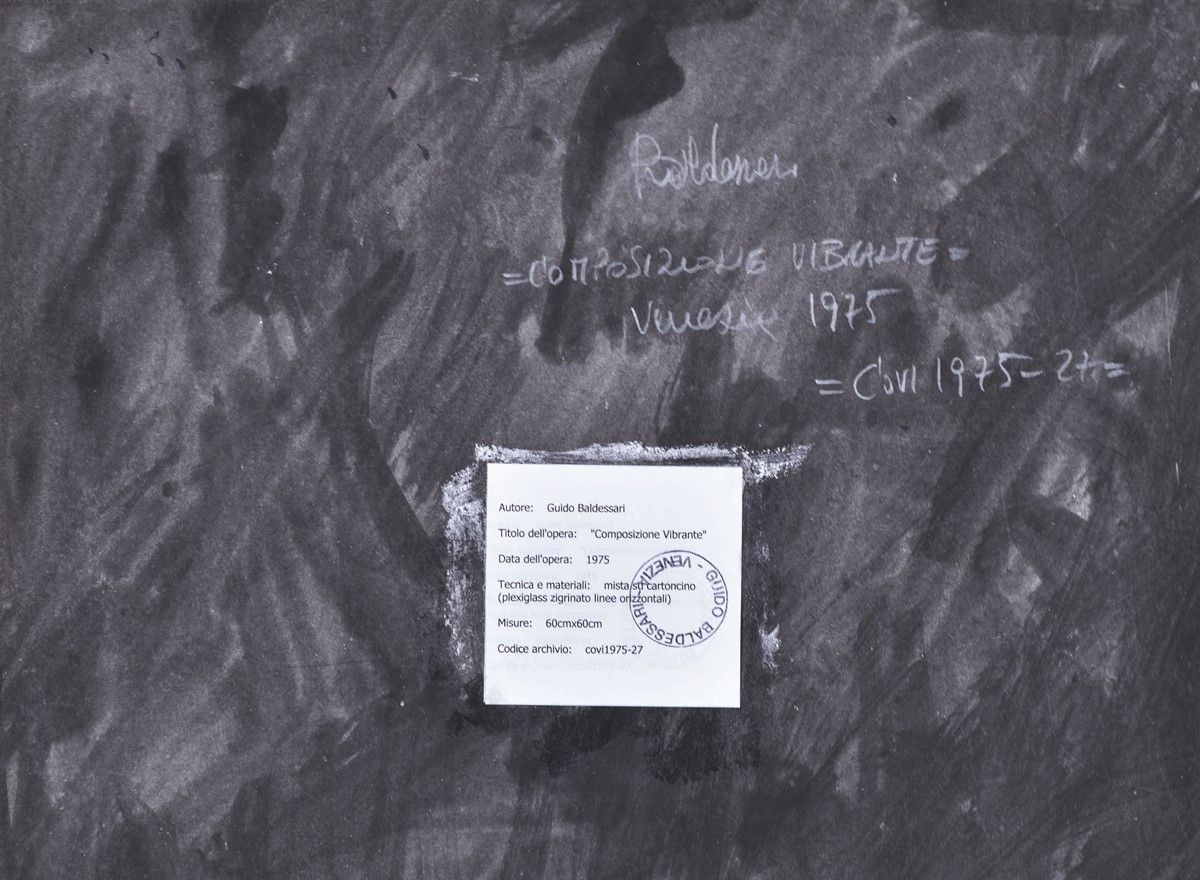 Baldessari
=COMPOSIZIONE VIBRANTE=
Venezia 1975
=COVI 1975-27=
Autore: Guido Baldessari
Titolo dell'opera: "Composizione Vibrante"
Data dell'opera: 1975
Tecnica e materiali: mista su cartoncino
(plexiglass zigrinato linee orizzontali)
Misure: 60cmx60cm
Codice archivio: covi1975-27
GUIDO BALDESSARI - VENEZIA -